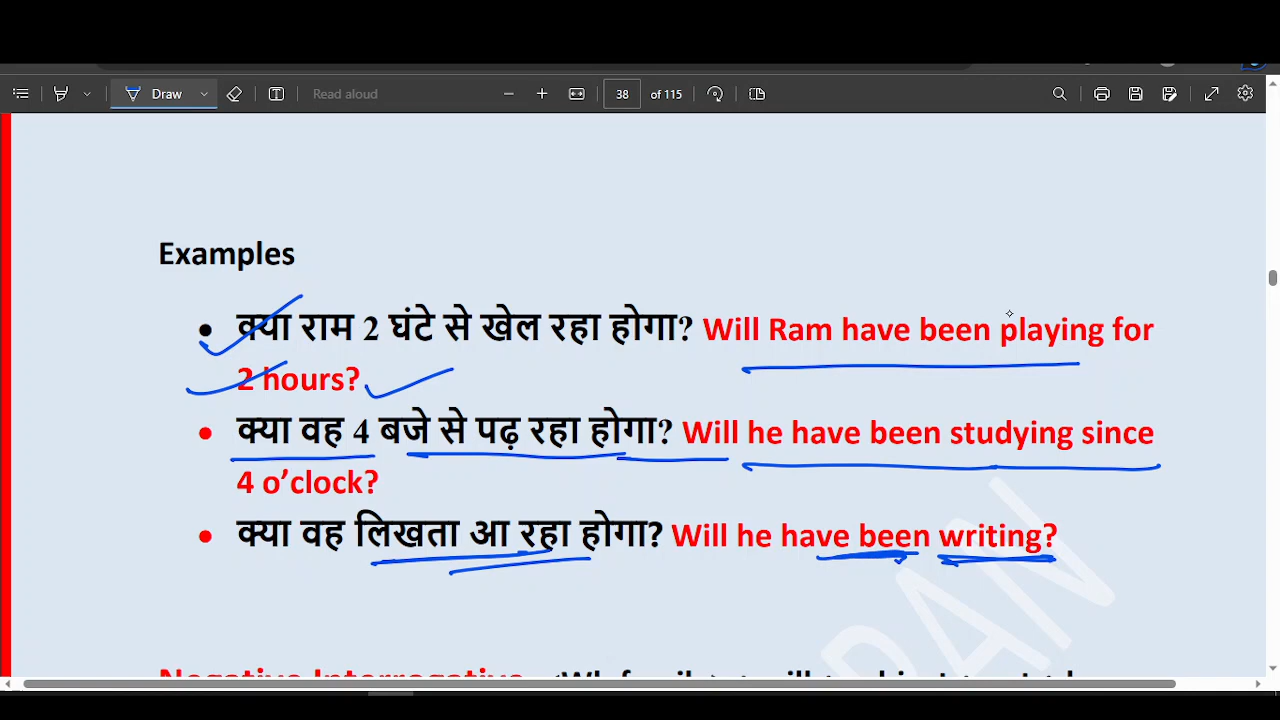 Draw
Read aloud
38 of 115
Examples
• क्या राम 2 घंटे से खेल रहा होगा? Will Ram have been playing for
2 hours?
• क्या वह 4 बजे से पढ़ रहा होगा? Will he have been studying since
4 o’clock?
• क्या वह लिखता आ रहा होगा? Will he have been writing?
Negative Interrogative